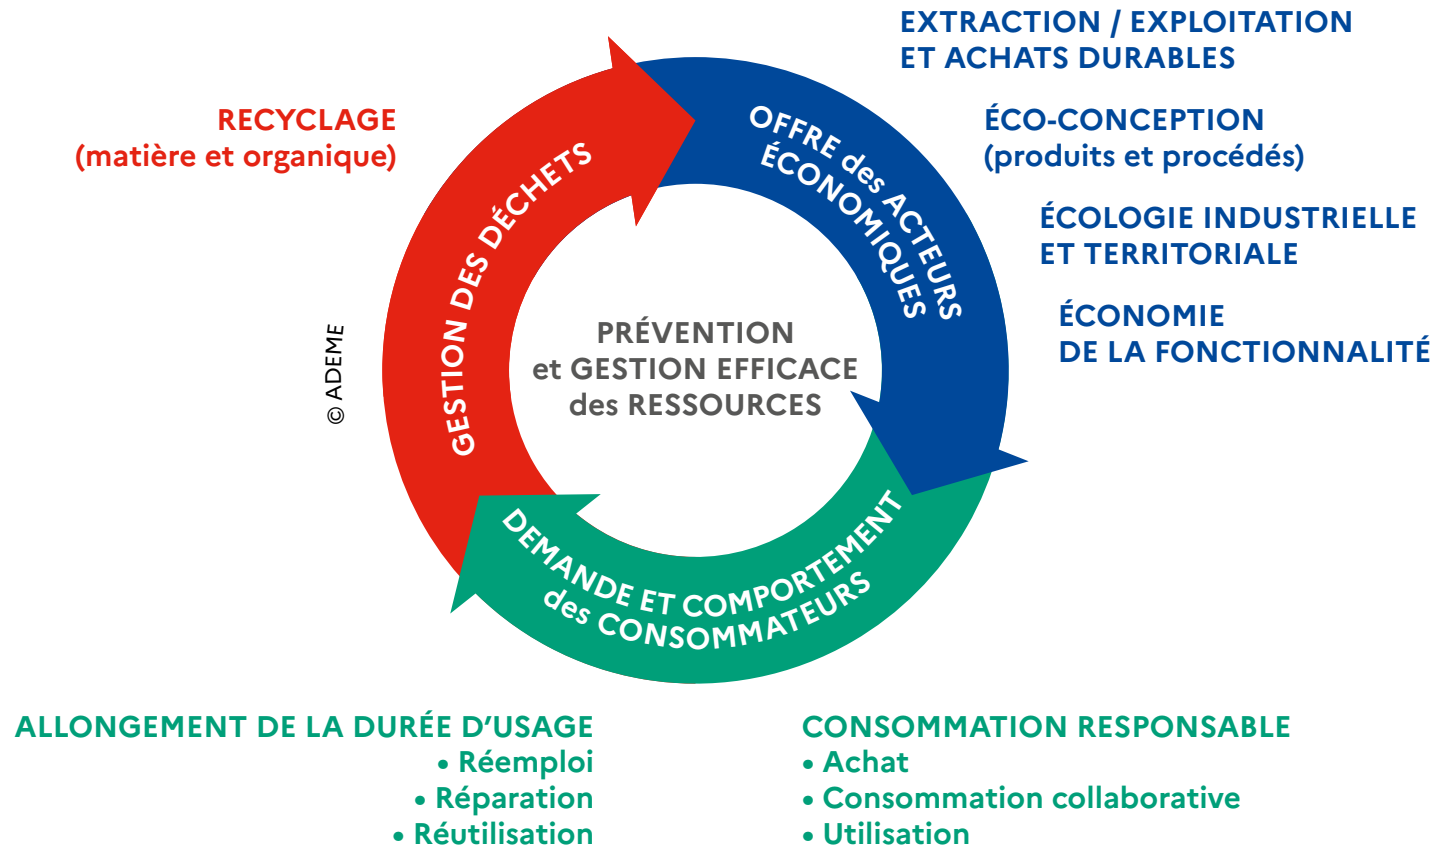 EXTRACTION / EXPLOITATION
ET ACHATS DURABLES
ÉCO-CONCEPTION
(produits et procédés)
ÉCOLOGIE INDUSTRIELLE
ET TERRITORIALE
ÉCONOMIE
DE LA FONCTIONNALITÉ
RECYCLAGE
(matière et organique)
OFFRE des ACTEURS
ÉCONOMIQUES
GESTION DES DÉCHETS
PRÉVENTION
et GESTION EFFICACE
des RESSOURCES
© ADEME
DEMANDE ET COMPORTEMENT
des CONSOMMATEURS
ALLONGEMENT DE LA DURÉE D’USAGE
• Réemploi
• Réparation
• Réutilisation
CONSOMMATION RESPONSABLE
• Achat
• Consommation collaborative
• Utilisation